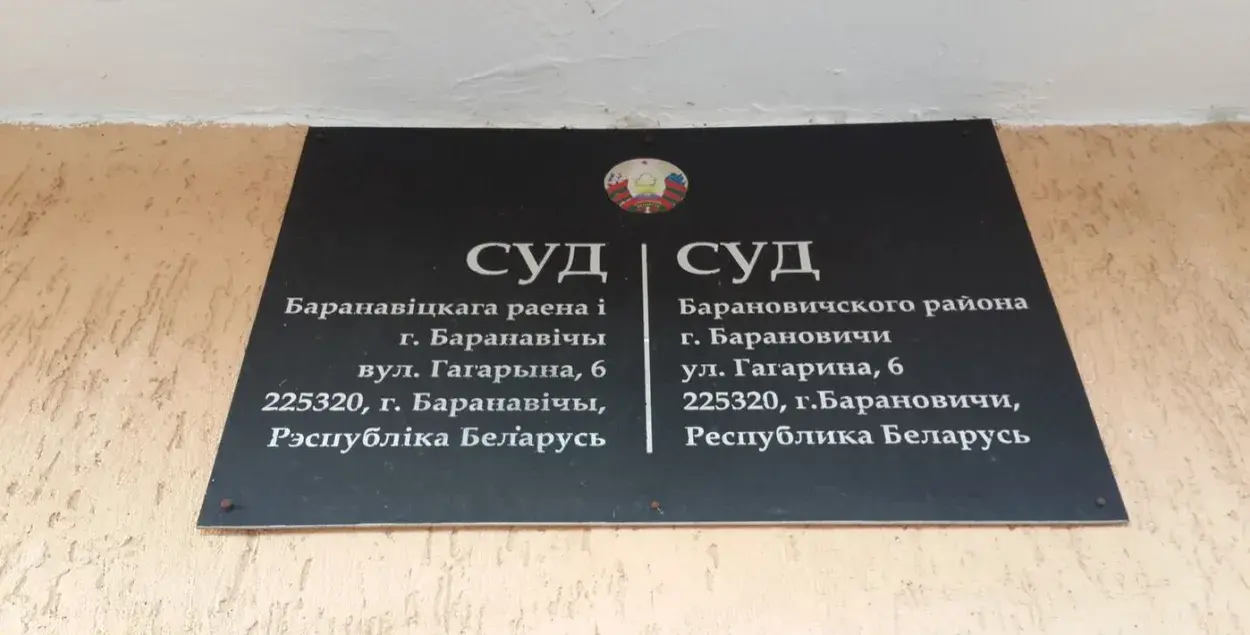 СУД
Баранавіцкага раена і
г. Баранавічы
вул. Гагарына, 6
225320, г. Баранавічы,
Рэспубліка Беларусь
СУД
Барановичского района
г. Барановичи
ул. Гагарина, 6
225320, г.Барановичи,
Республика Беларусь